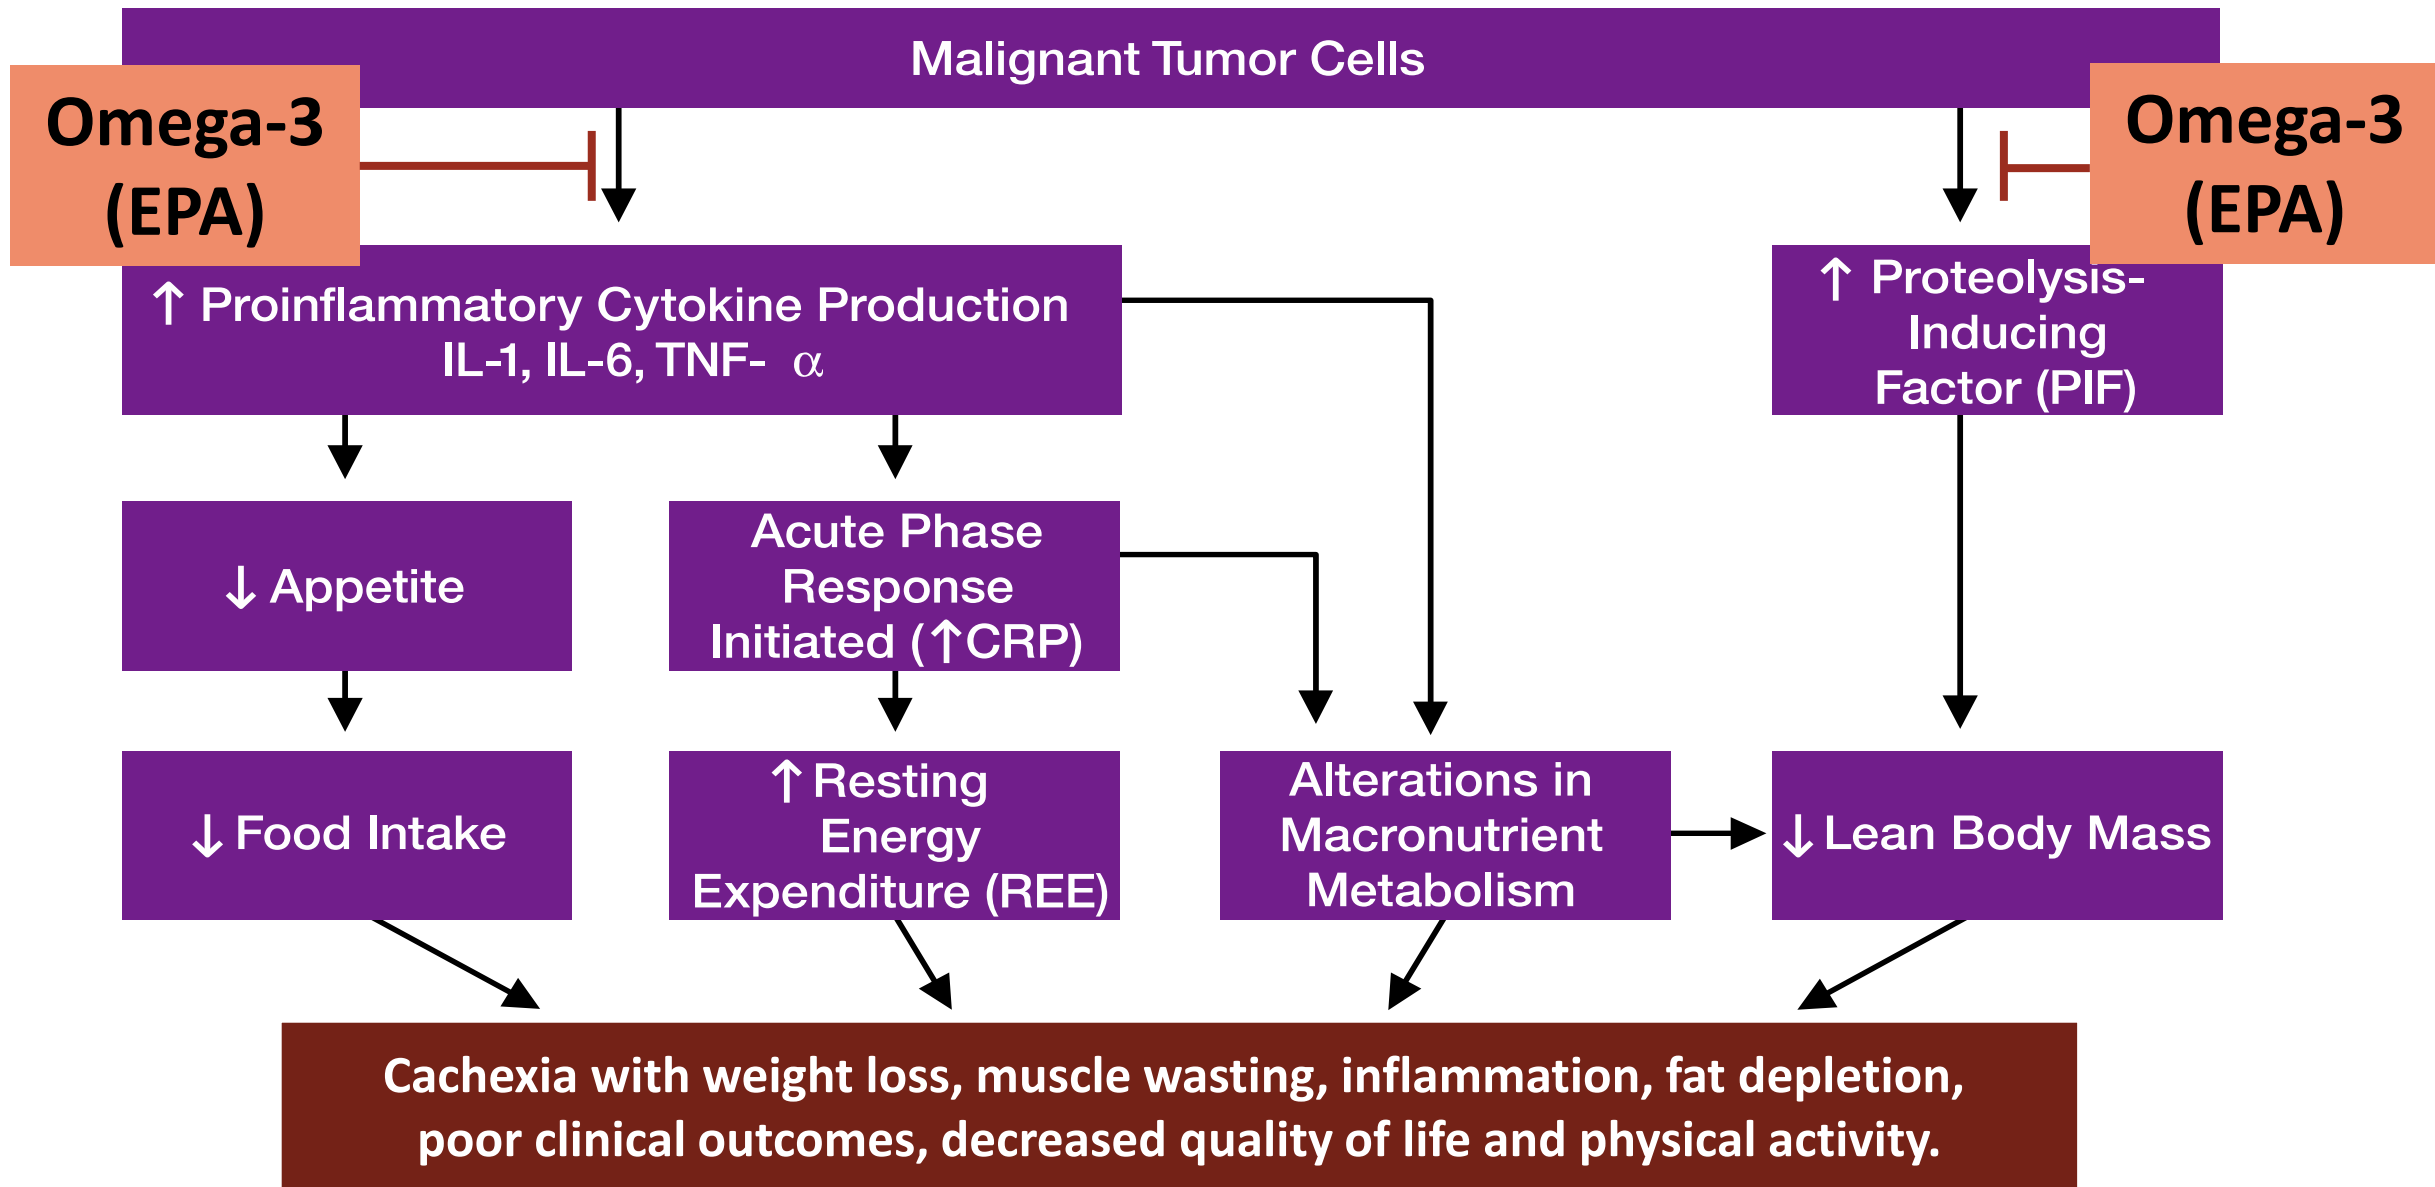 Malignant Tumor Cells
Omega-3
(EPA)
Omega-3
(EPA)
↑ Proinflammatory Cytokine Production
IL-1, IL-6, TNF- α
↑ Proteolysis-
Inducing
Factor (PIF)
↓ Appetite
Acute Phase
Response
Initiated (↑CRP)
↓ Food Intake
↑ Resting
Energy
Expenditure (REE)
Alterations in
Macronutrient
Metabolism
↓ Lean Body Mass
Cachexia with weight loss, muscle wasting, inflammation, fat depletion,
poor clinical outcomes, decreased quality of life and physical activity.